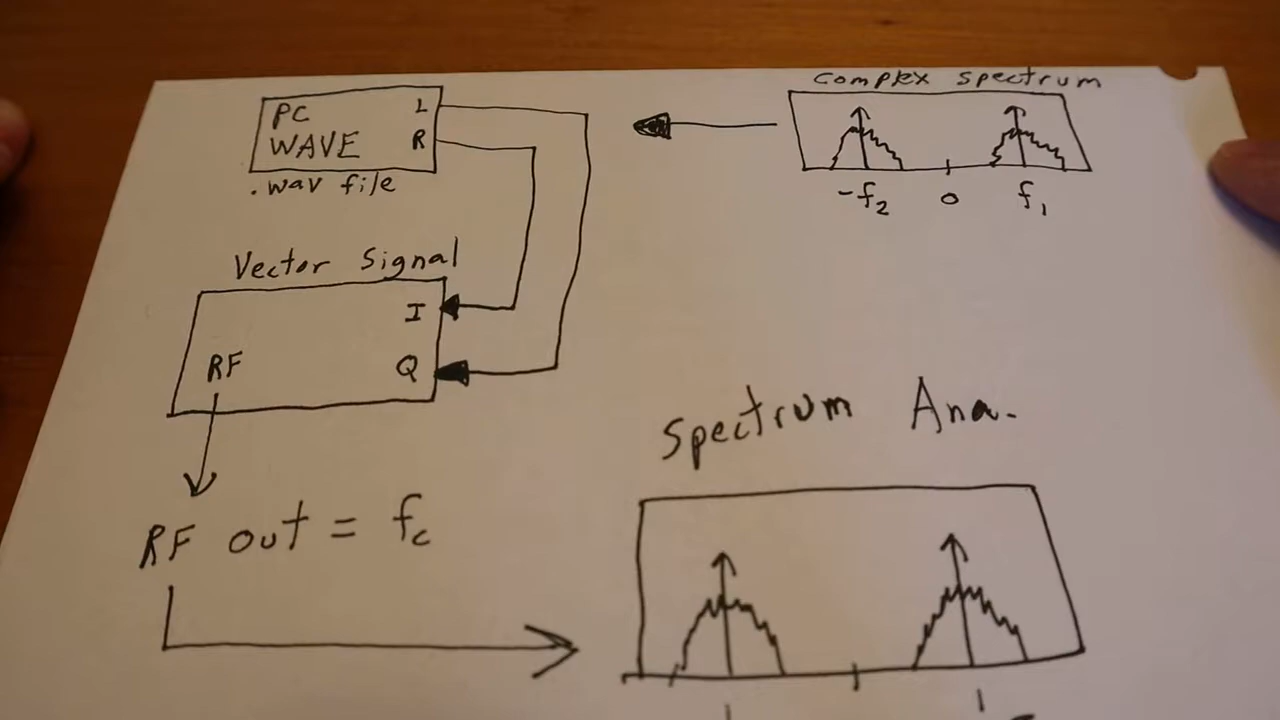 complex spectrum
PC L
WAVE R
.wav file
-f₂ 0 f₁
Vector Signal
I
RF Q
Spectrum Ana.
RF out = fc